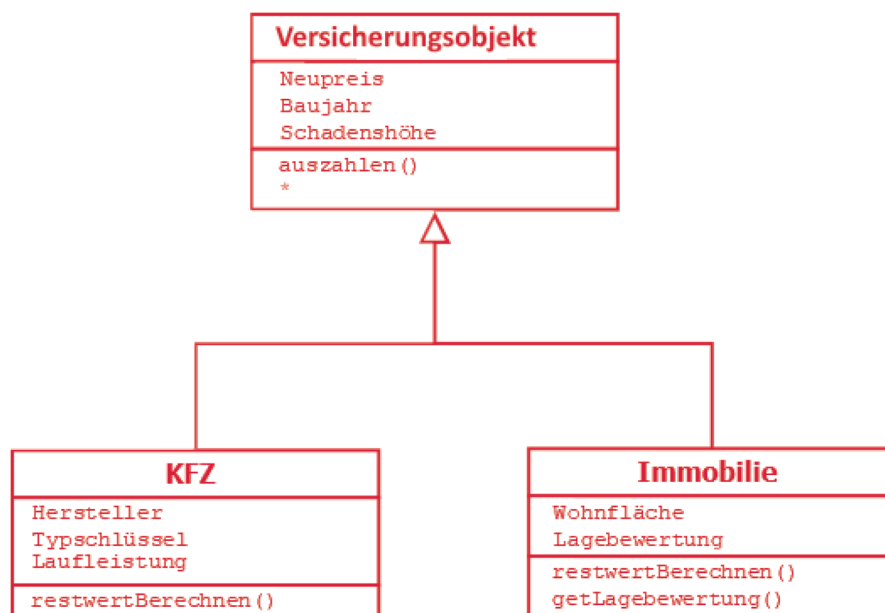 Versicherungsobjekt
Neupreis
Baujahr
Schadenshöhe
auszahlen()
*
KFZ
Hersteller
Typschlüssel
Laufleistung
restwertBerechnen()
Immobilie
Wohnfläche
Lagebewertung
restwertBerechnen()
getLagebewertung()